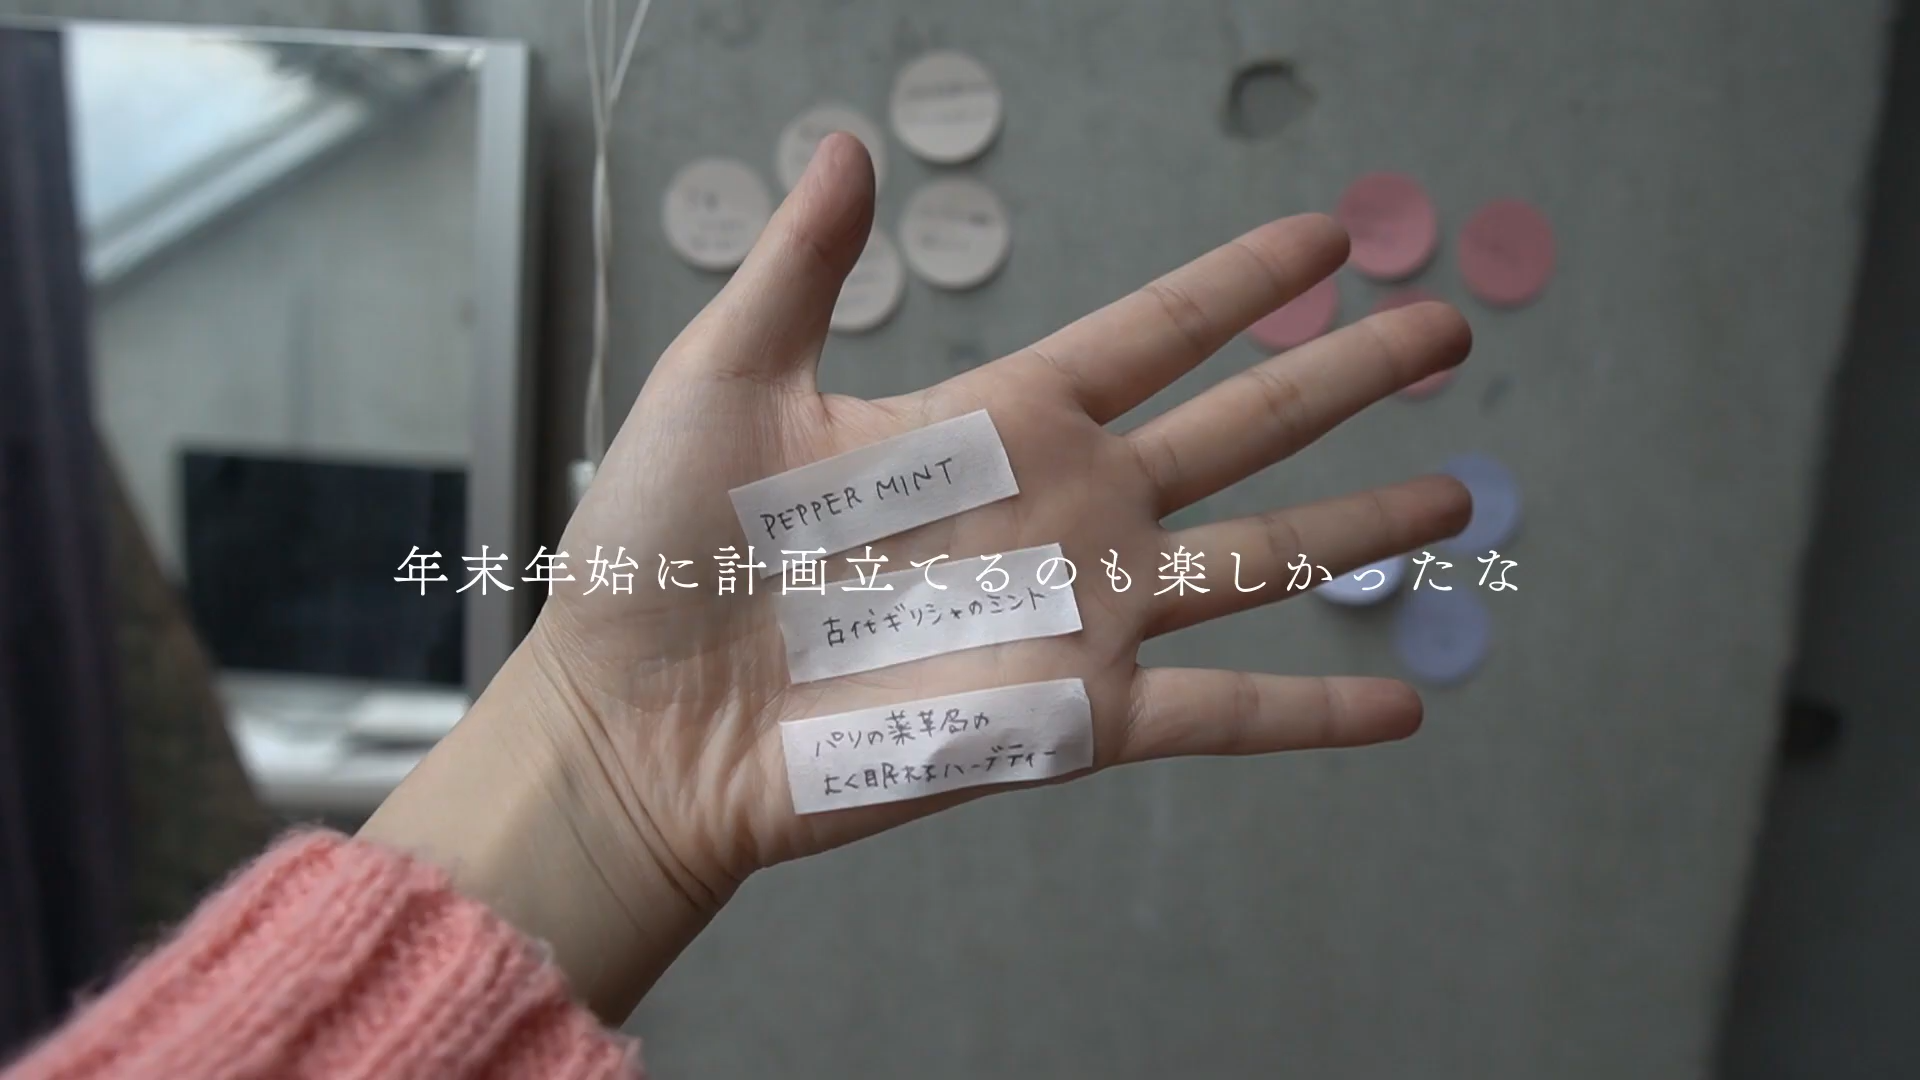 PEPPER MINT
年末年始に計画立てるのも楽しかったな
古代ギリシャのミント
パリの薬草局の
よく眠れるハーブティー